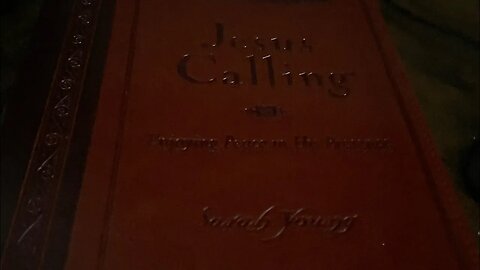 Jesus
Calling
Enjoying Peace in His Presence
Sarah Young